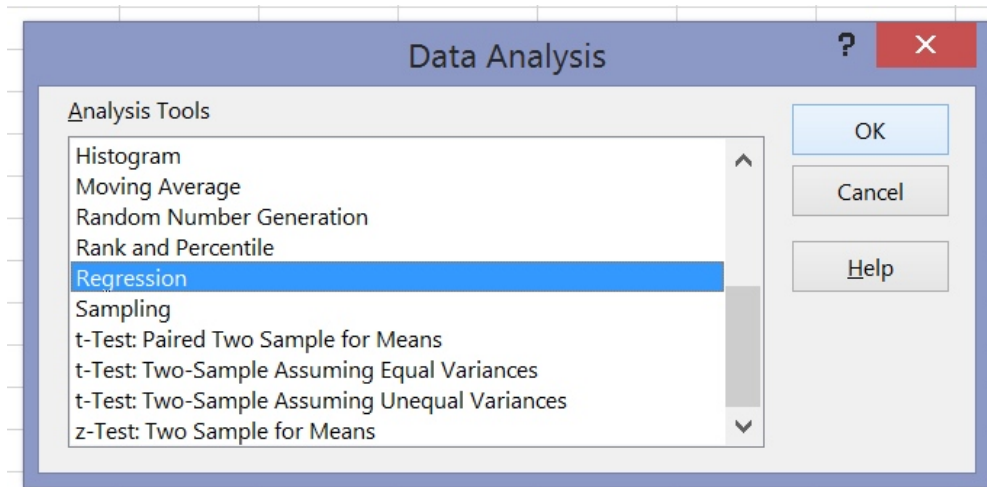 Data Analysis
?
Analysis Tools
Histogram
Moving Average
Random Number Generation
Rank and Percentile
Regression
Sampling
t-Test: Paired Two Sample for Means
t-Test: Two-Sample Assuming Equal Variances
t-Test: Two-Sample Assuming Unequal Variances
z-Test: Two Sample for Means
OK
Cancel
Help